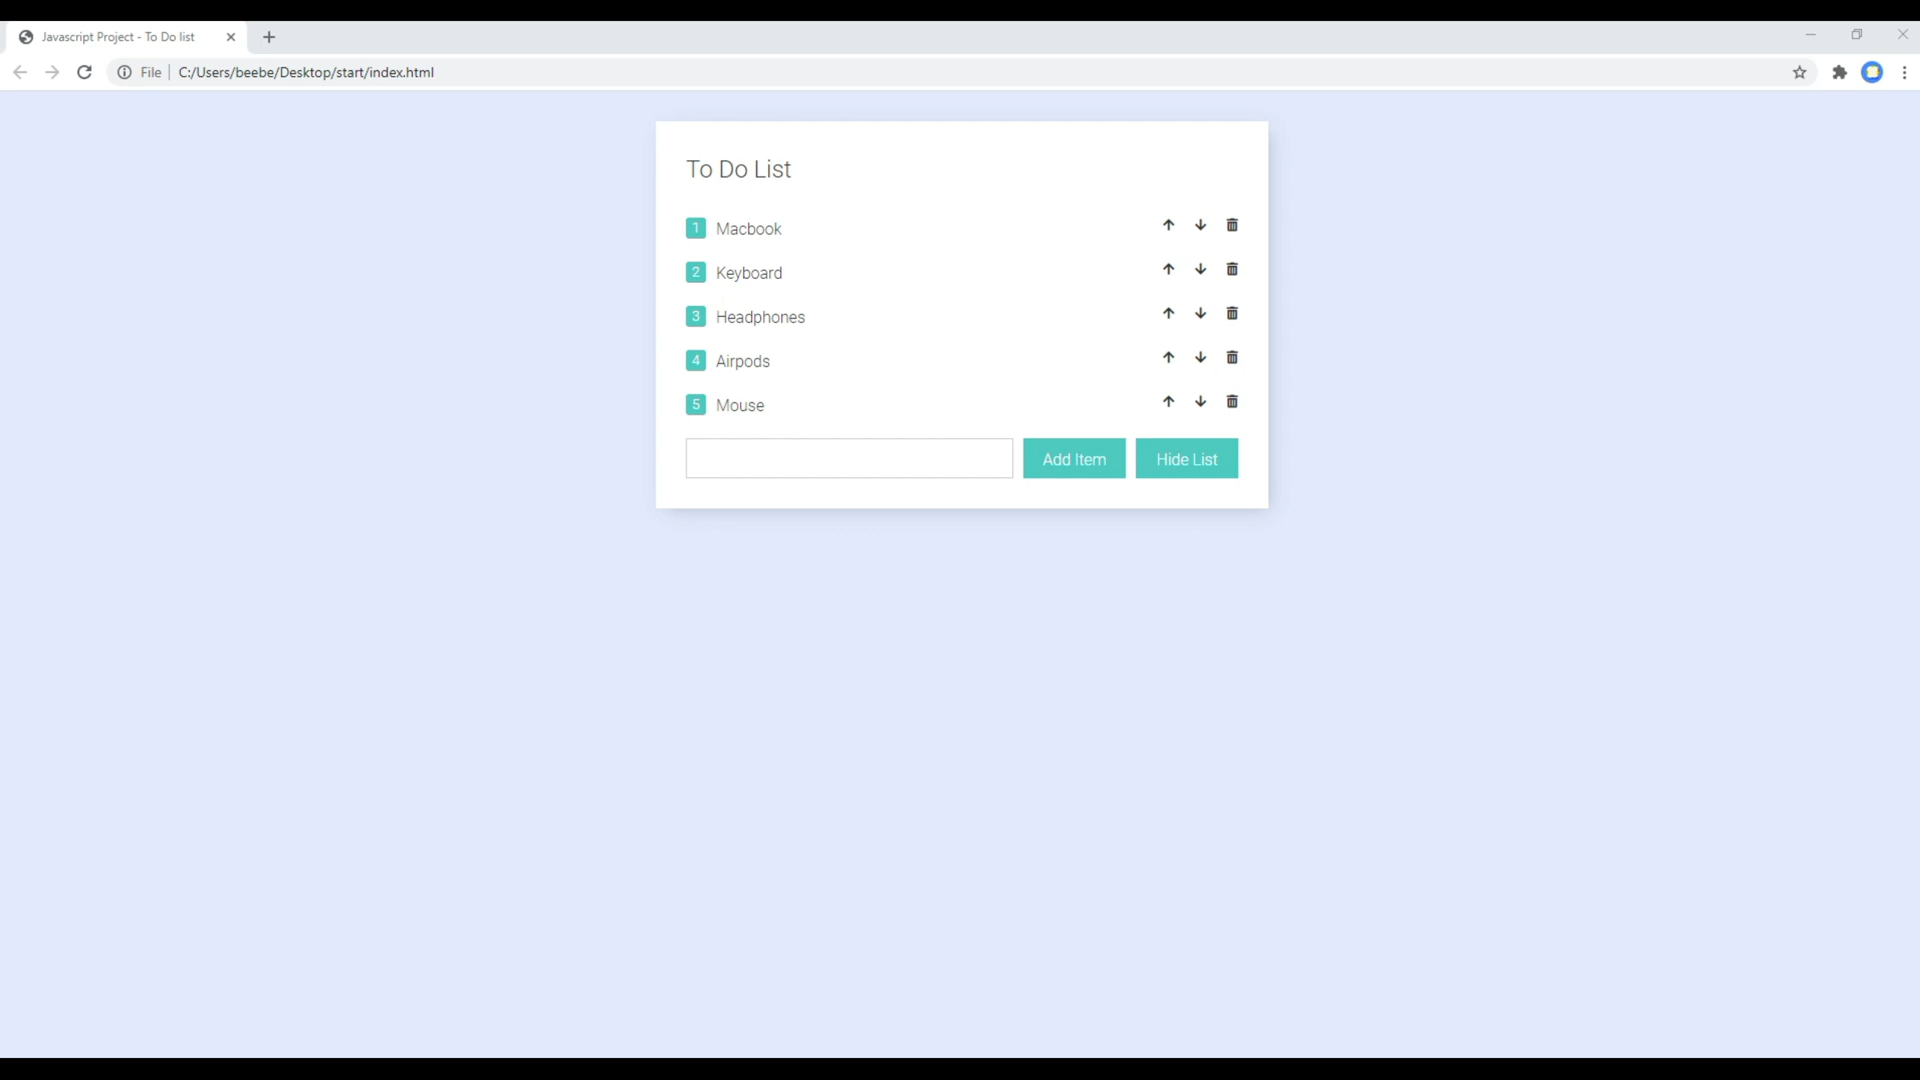 Javascript Project - To Do list
File C:/Users/beebe/Desktop/start/index.html
To Do List
1 Macbook
2 Keyboard
3 Headphones
4 Airpods
5 Mouse
Add Item Hide List